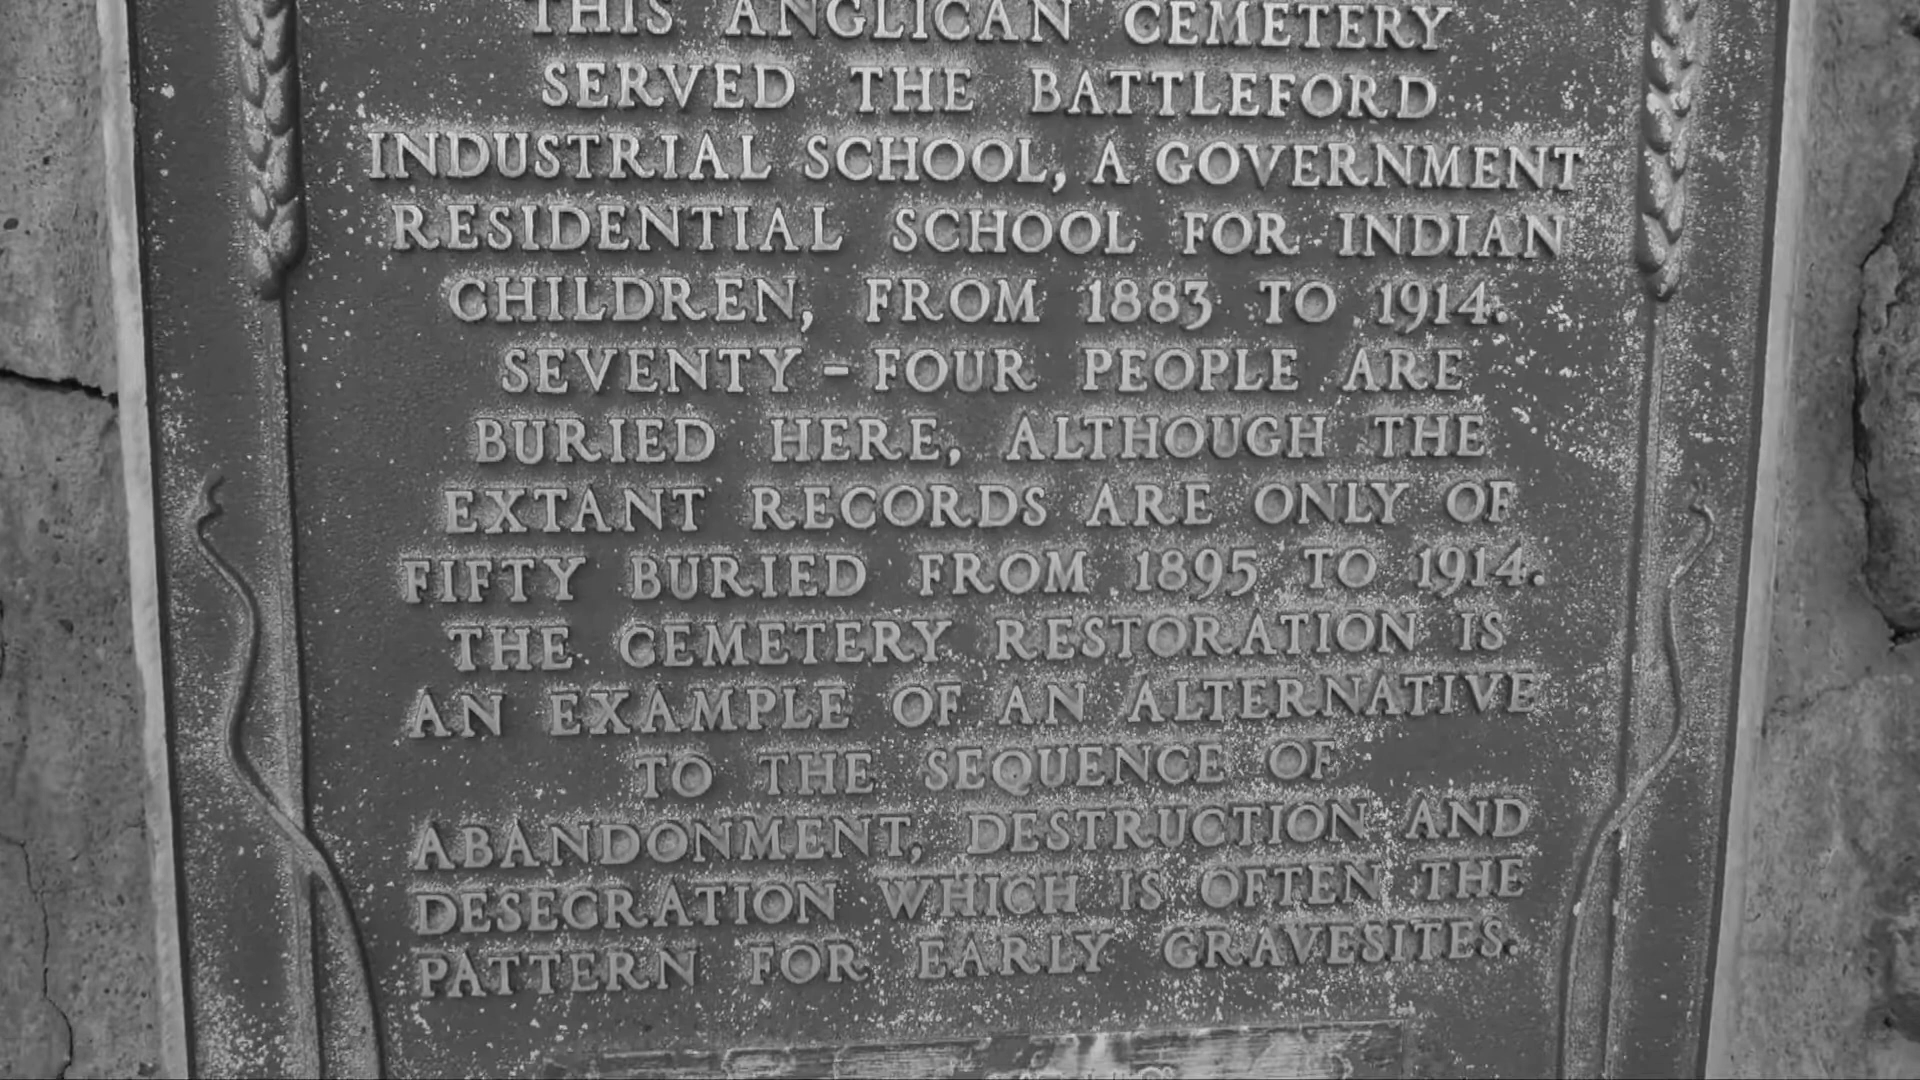 THIS ANGLICAN CEMETERY
SERVED THE BATTLEFORD
INDUSTRIAL SCHOOL, A GOVERNMENT
RESIDENTIAL SCHOOL FOR INDIAN
CHILDREN, FROM 1883 TO 1914.
SEVENTY-FOUR PEOPLE ARE
BURIED HERE, ALTHOUGH THE
EXTANT RECORDS ARE ONLY OF
FIFTY BURIED FROM 1895 TO 1914.
THE CEMETERY RESTORATION IS
AN EXAMPLE OF AN ALTERNATIVE
TO THE SEQUENCE OF
ABANDONMENT, DESTRUCTION AND
DESECRATION WHICH IS OFTEN THE
PATTERN FOR EARLY GRAVESITES.